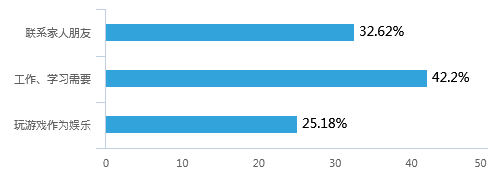 联系家人朋友 32.62%
工作、学习需要 42.2%
玩游戏作为娱乐 25.18%
0 10 20 30 40 50